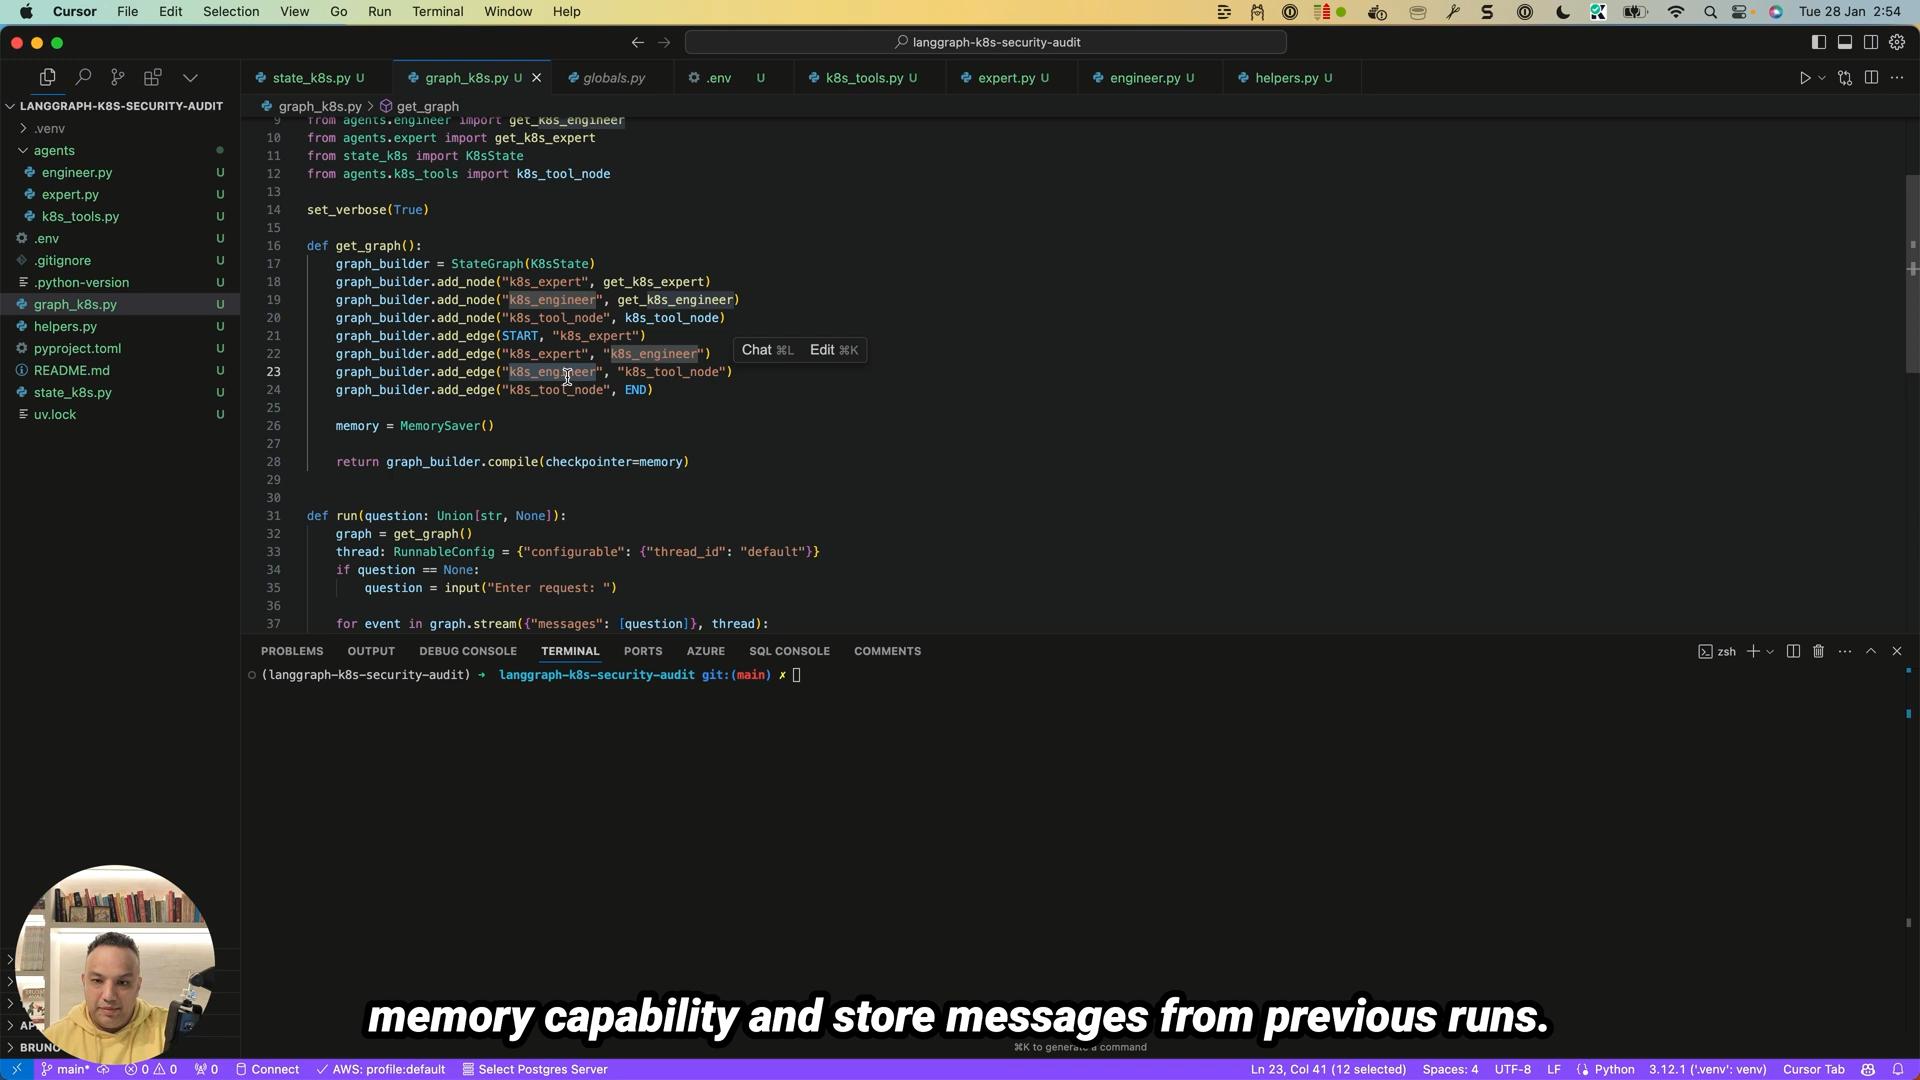 Cursor File Edit Selection View Go Run Terminal Window Help
Tue 28 Jan 2:54
langgraph-k8s-security-audit
state_k8s.py U
graph_k8s.py U
globals.py
.env U
k8s_tools.py U
expert.py U
engineer.py U
helpers.py U
LANGGRAPH-K8S-SECURITY-AUDIT
.venv
agents
engineer.py U
expert.py U
k8s_tools.py U
.env U
.gitignore U
.python-version U
graph_k8s.py U
helpers.py U
pyproject.toml U
README.md U
state_k8s.py U
uv.lock U
BRUNO
graph_k8s.py > get_graph
9 from agents.engineer import get_k8s_engineer
10 from agents.expert import get_k8s_expert
11 from state_k8s import K8sState
12 from agents.k8s_tools import k8s_tool_node
13
14 set_verbose(True)
15
16 def get_graph():
17 graph_builder = StateGraph(K8sState)
18 graph_builder.add_node("k8s_expert", get_k8s_expert)
19 graph_builder.add_node("k8s_engineer", get_k8s_engineer)
20 graph_builder.add_node("k8s_tool_node", k8s_tool_node)
21 graph_builder.add_edge(START, "k8s_expert")
22 graph_builder.add_edge("k8s_expert", "k8s_engineer")
Chat ⌘L Edit ⌘K
23 graph_builder.add_edge("k8s_engineer", "k8s_tool_node")
24 graph_builder.add_edge("k8s_tool_node", END)
25
26 memory = MemorySaver()
27
28 return graph_builder.compile(checkpointer=memory)
29
30
31 def run(question: Union[str, None]):
32 graph = get_graph()
33 thread: RunnableConfig = {"configurable": {"thread_id": "default"}}
34 if question == None:
35 question = input("Enter request: ")
36
37 for event in graph.stream({"messages": [question]}, thread):
PROBLEMS OUTPUT DEBUG CONSOLE TERMINAL PORTS AZURE SQL CONSOLE COMMENTS
zsh
(langgraph-k8s-security-audit) ➜ langgraph-k8s-security-audit git:(main) ✗
memory capability and store messages from previous runs.
⌘K to generate a command
main* 0 0 0 Connect AWS: profile:default Select Postgres Server
Ln 23, Col 41 (12 selected) Spaces: 4 UTF-8 LF Python 3.12.1 ('.venv': venv) Cursor Tab